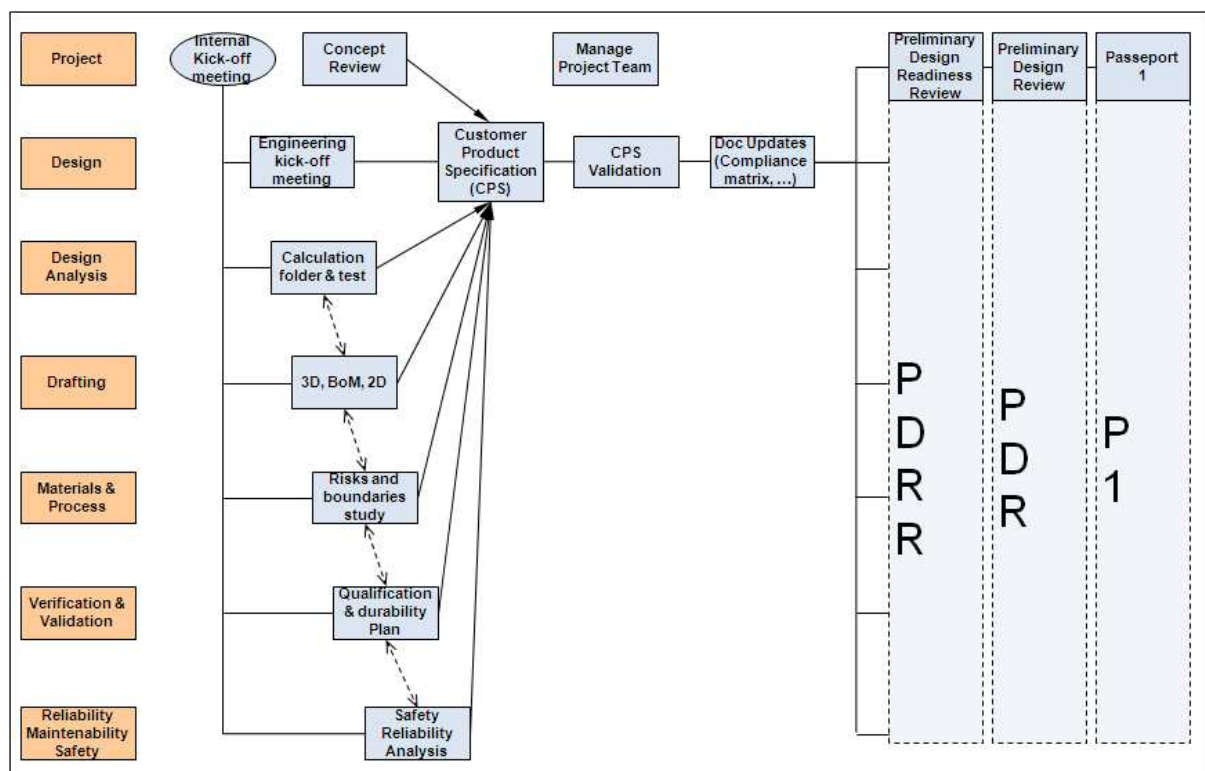 Project
Internal
Kick-off
meeting
Concept
Review
Manage
Project Team
Preliminary
Design
Readiness
Review
Preliminary
Design
Review
Passeport
1
Design
Engineering
kick-off
meeting
Customer
Product
Specification
(CPS)
CPS
Validation
Doc Updates
(Compliance
matrix, ...)
Design
Analysis
Calculation
folder & test
Drafting
3D, BoM, 2D
Materials &
Process
Risks and
boundaries
study
Verification &
Validation
Qualification
& durability
Plan
Reliability
Maintenability
Safety
Safety
Reliability
Analysis
P
D
R
R
P
D
R
P
1